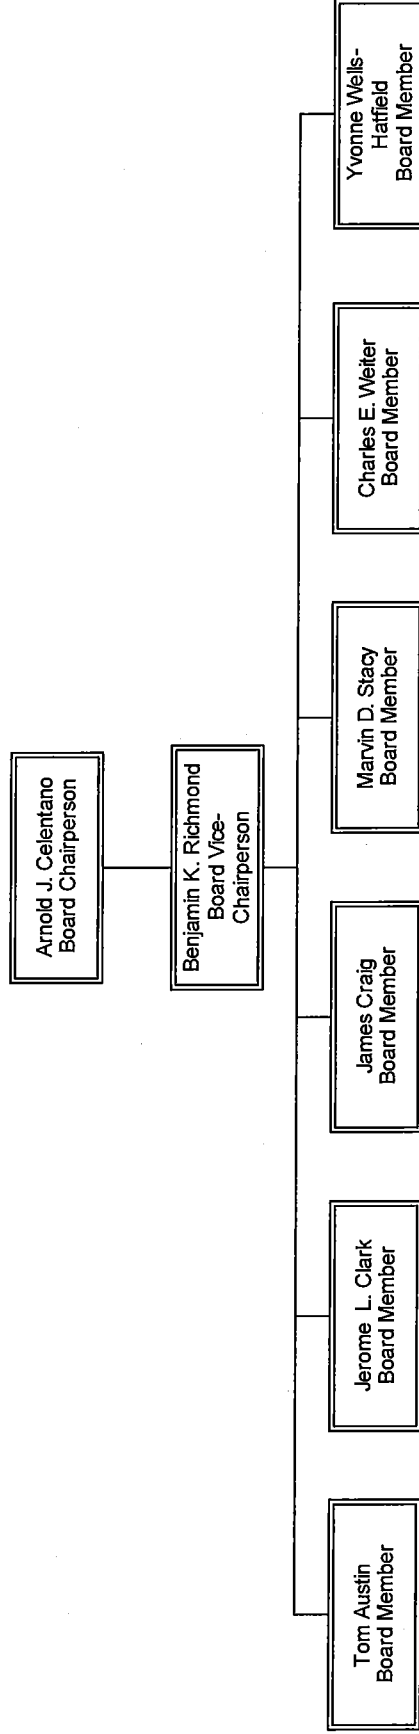 Arnold J. Celentano
Board Chairperson
Benjamin K. Richmond
Board Vice-
Chairperson
Tom Austin
Board Member
Jerome L. Clark
Board Member
James Craig
Board Member
Marvin D. Stacy
Board Member
Charles E. Weiter
Board Member
Yvonne Wells-
Hatfield
Board Member